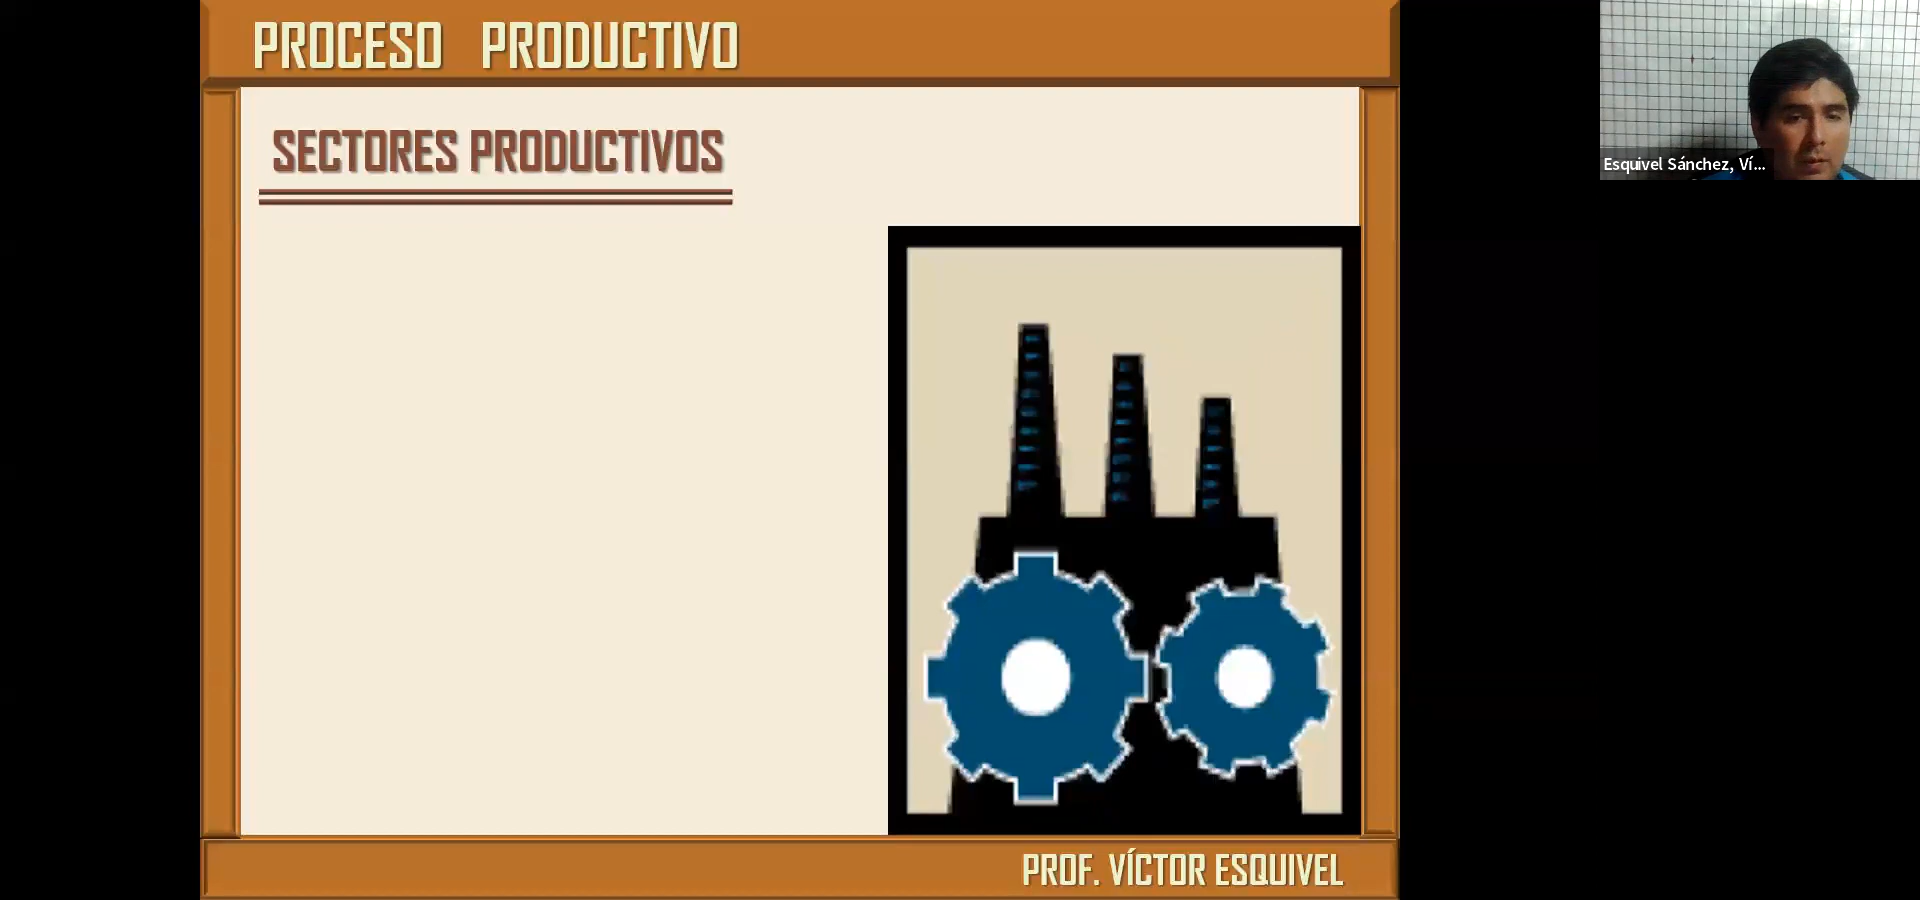 PROCESO PRODUCTIVO
SECTORES PRODUCTIVOS
Esquivel Sánchez, Ví...
PROF. VÍCTOR ESQUIVEL